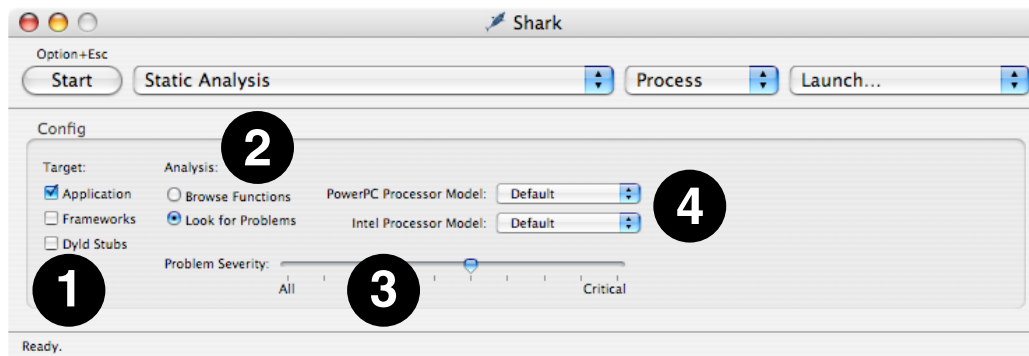 Shark
Option+Esc
Start Static Analysis Process Launch...
Config
2
Target: Analysis:
Application Browse Functions PowerPC Processor Model: Default
4
Frameworks Look for Problems Intel Processor Model: Default
Dyld Stubs
Problem Severity:
1 3
All Critical
Ready.